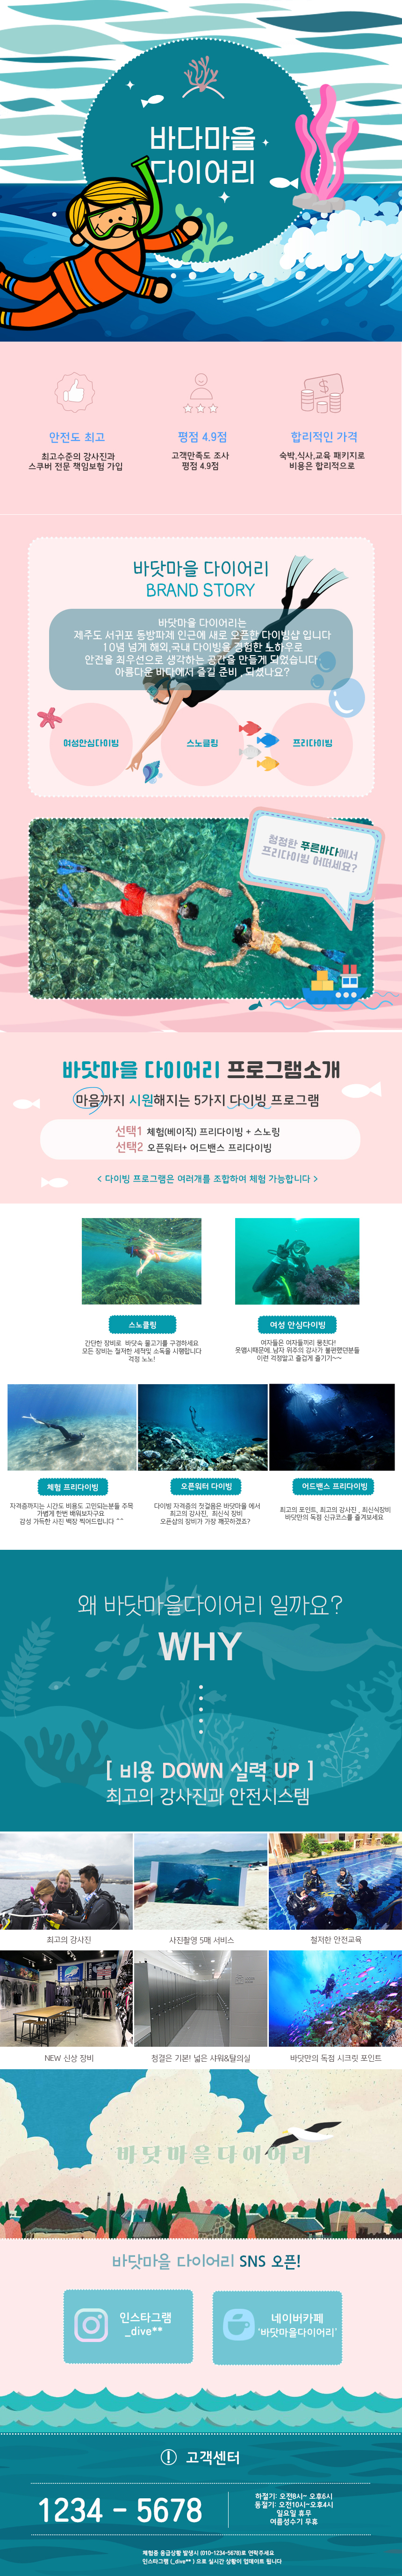 바다마을
다이어리
안전도 최고
최고수준의 강사진과
스쿠버 전문 책임보험 가입
평점 4.9점
고객만족도 조사
평점 4.9점
합리적인 가격
숙박,식사,교육 패키지로
비용은 합리적으로
바닷마을 다이어리
BRAND STORY
바닷마을 다이어리는
제주도 서귀포 동방파제 인근에 새로 오픈한 다이빙샵 입니다
10년 넘게 해외,국내 다이빙를 경험한 노하우로
안전을 최우선으로 생각하는 공간을 만들게 되었습니다
아름다운 바다에서 즐길 준비 , 되셨나요?
여성안심다이빙
스노클링
프리다이빙
청정한 푸른바다에서
프리다이빙 어떠세요?
바닷마을 다이어리 프로그램소개
마음까지 시원해지는 5가지 다이빙 프로그램
선택1 체험(베이직) 프리다이빙 + 스노링
선택2 오픈워터+ 어드밴스 프리다이빙
< 다이빙 프로그램은 여러개를 조합하여 체험 가능합니다 >
스노클링
간단한 장비로 바닷속 물고기를 구경하세요
모든 장비는 철저한 세척및 소독을 시행합니다
걱정 노노!
여성 안심다이빙
여자들은 여자들끼리 뭉친다!
옷맵시때문에..남자 위주의 강사가 불편했던분들
이런 걱정말고 즐겁게 즐기기~~
체험 프리다이빙
자격증까지는 시간도 비용도 고민되는분들 주목
가볍게 한번 배워보자구요
감성 가득한 사진 백장 찍어드립니다 ^^
오픈워터 다이빙
다이빙 자격증의 첫걸음은 바닷마을 에서
최고의 강사진, 최신식 장비
오픈샵의 장비가 가장 깨끗하겠죠?
어드밴스 프리다이빙
최고의 포인트, 최고의 강사진 , 최신식장비
바닷만의 독점 신규코스를 즐겨보세요
왜 바닷마을다이어리 일까요?
WHY
[ 비용 DOWN 실력 UP ]
최고의 강사진과 안전시스템
최고의 강사진
사진촬영 5매 서비스
철저한 안전교육
NEW 신상 장비
청결은 기본! 넓은 샤워&탈의실
바닷만의 독점 시크릿 포인트
바닷마을다이어리
바닷마을 다이어리 SNS 오픈!
인스타그램
_dive**
네이버카페
'바닷마을다이어리'
고객센터
1234 - 5678
하절기: 오전8시~ 오후6시
동절기: 오전10시~오후4시
일요일 휴무
여름성수기 무휴
체험중 응급상황 발생시 (010-1234-5678)로 연락주세요
인스타그램 (_dive** ) 으로 실시간 상황이 업데이트 됩니다